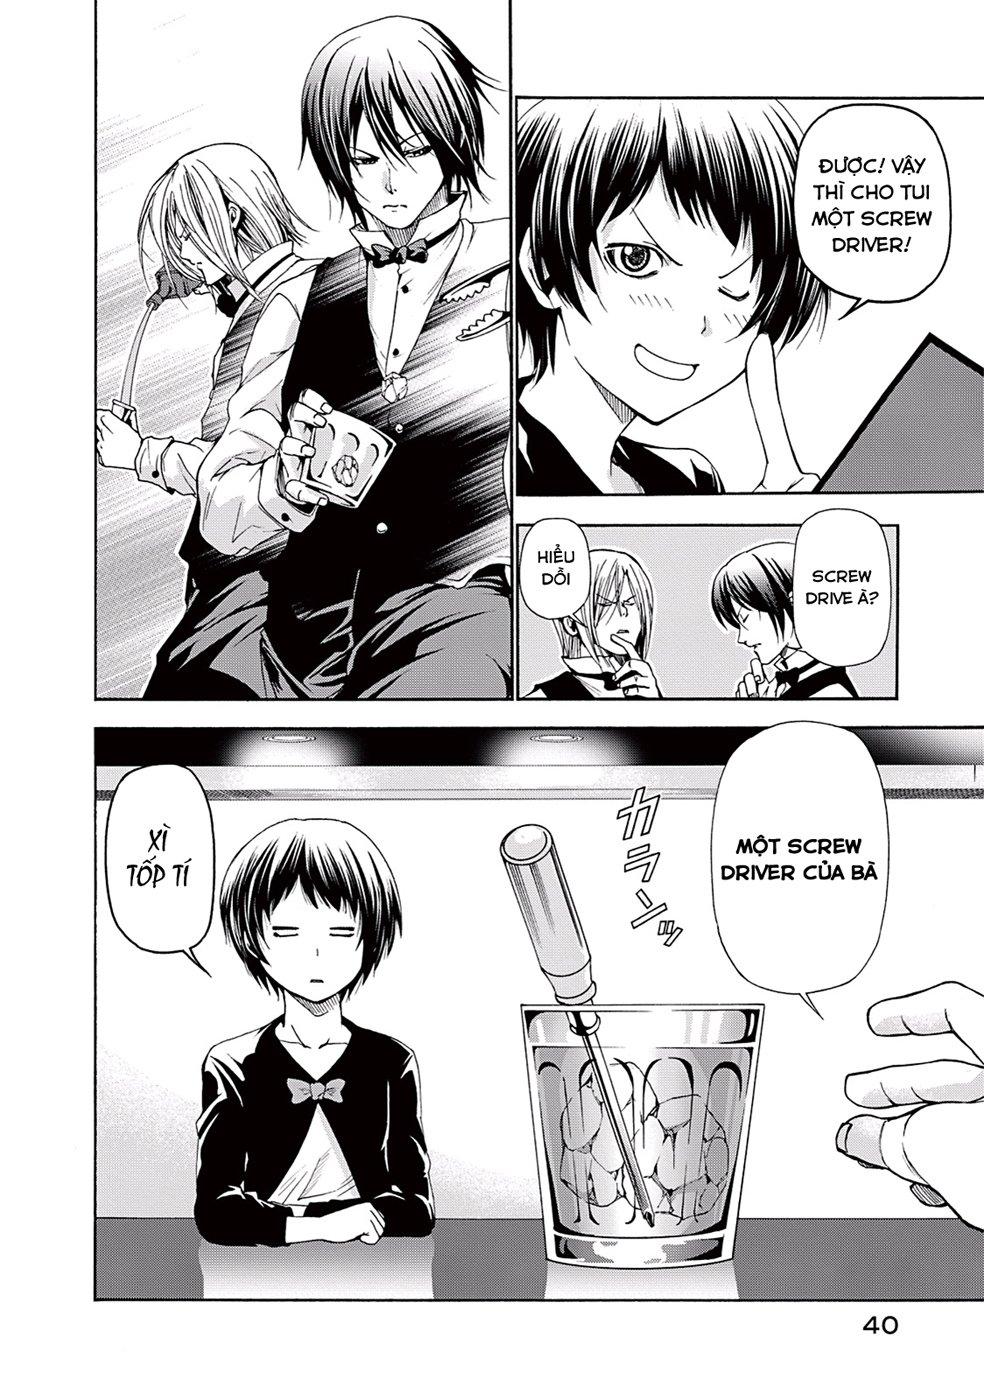 ĐƯỢC! VẬY
THÌ CHO TUI
MỘT SCREW
DRIVER!
SCREW
DRIVE À?
HIỂU
DỒI
MỘT SCREW
DRIVER CỦA BÀ
カランッ
XÌ
TỐP TÍ
40